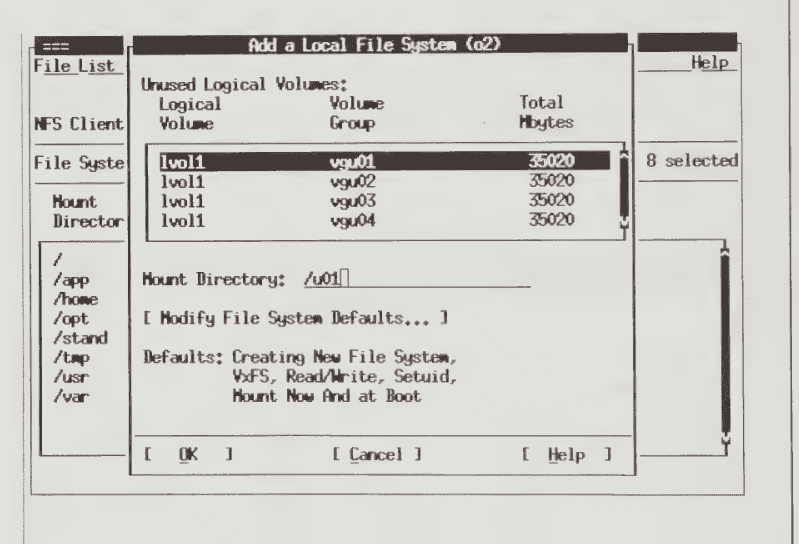 ===
Add a Local File System (o2)
File List
Help
Unused Logical Volumes:
Logical Volume Total
NFS Client Volume Group Mbytes
File Syste lvol1 vgu01 35020 8 selected
lvol1 vgu02 35020
Mount lvol1 vgu03 35020
Director lvol1 vgu04 35020
/
/app Mount Directory: /u01
/home
/opt [ Modify File System Defaults... ]
/stand
/tmp Defaults: Creating New File System,
/usr VxFS, Read/Write, Setuid,
/var Mount Now And at Boot
[ OK ] [ Cancel ] [ Help ]